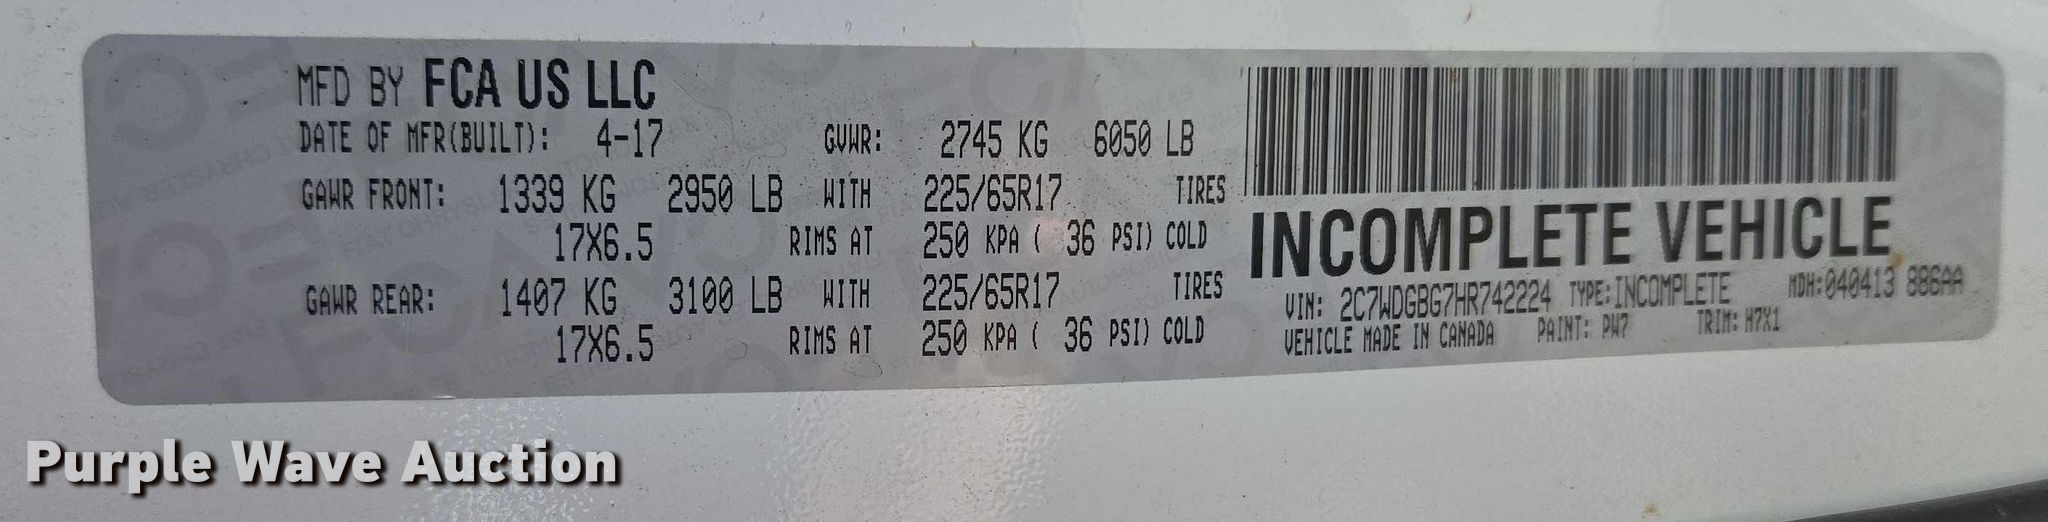 MFD BY FCA US LLC
DATE OF MFR(BUILT): 4-17 GVWR: 2745 KG 6050 LB
GAWR FRONT: 1339 KG 2950 LB WITH 225/65R17 TIRES
17X6.5 RIMS AT 250 KPA ( 36 PSI) COLD
GAWR REAR: 1407 KG 3100 LB WITH 225/65R17 TIRES
17X6.5 RIMS AT 250 KPA ( 36 PSI) COLD
INCOMPLETE VEHICLE
VIN: 2C7WDGBG7HR742224 TYPE:INCOMPLETE MDH:040413 886AA
VEHICLE MADE IN CANADA PAINT: PW7 TRIM: H7X1
Purple Wave Auction